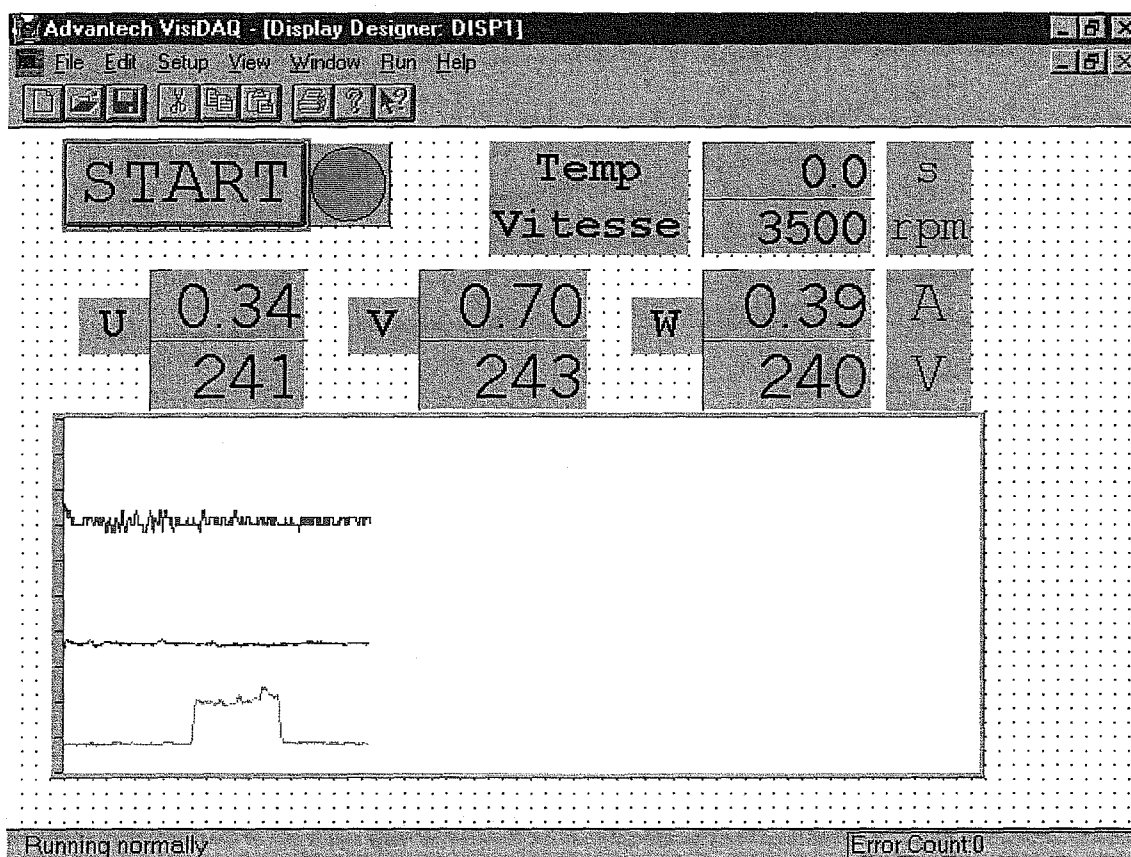 Advantech VisiDAQ - [Display Designer: DISP1]
File Edit Setup View Window Run Help
START Temp 0.0 s
Vitesse 3500 rpm
U 0.34 V 0.70 W 0.39 A
241 243 240 V
Running normally Error Count:0